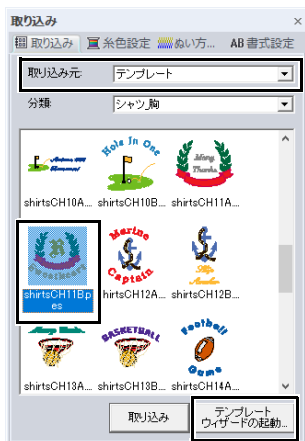 取り込み ×
取り込み 糸色設定 ぬい方... AB 書式設定
取り込み元: テンプレート
分類: シャツ_胸
Hole In One
Many Thanks
shirtsCH10A... shirtsCH10B... shirtsCH11A...
R
Marine
Captain
shirtsCH11B.p
es
shirtsCH12A... shirtsCH12B...
BASKETBALL
Football
Game
shirtsCH13A... shirtsCH13B... shirtsCH14A...
取り込み
テンプレート
ウィザードの起動...